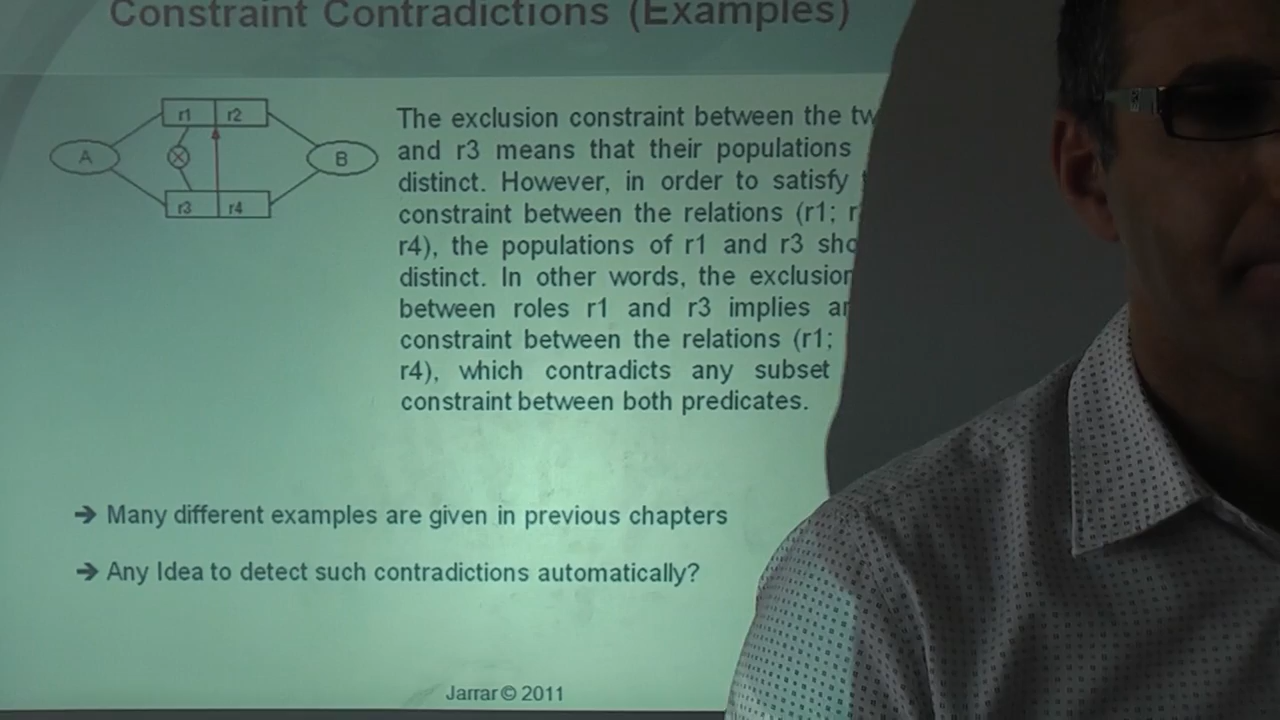 Constraint Contradictions (Examples)
r1 r2
A
B
r3 r4
The exclusion constraint between the
and r3 means that their populations
distinct. However, in order to satisfy
constraint between the relations (r1;
r4), the populations of r1 and r3
distinct. In other words, the
between roles r1 and r3 implies
constraint between the relations (r1;
r4), which contradicts any subset
constraint between both predicates.
→ Many different examples are given in previous chapters
→ Any Idea to detect such contradictions automatically?
Jarrar © 2011